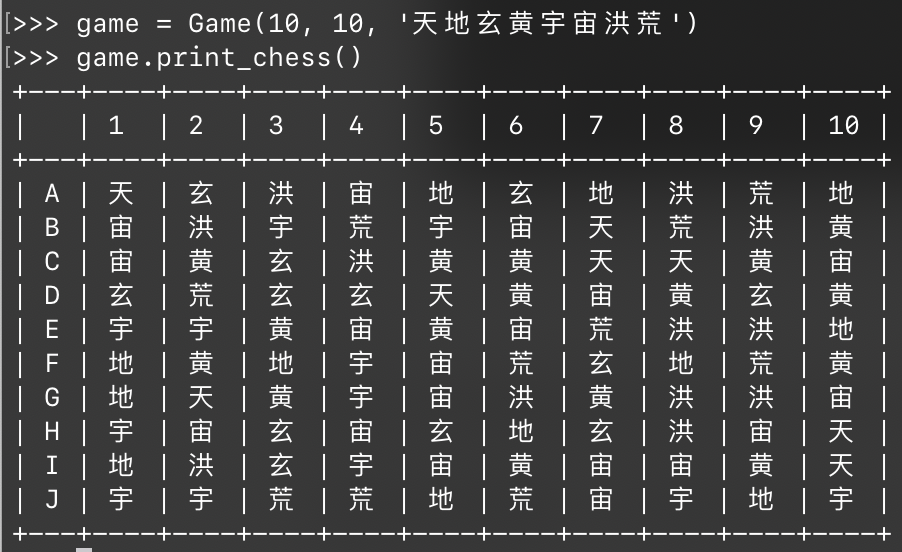 >>> game = Game(10, 10, '天地玄黄宇宙洪荒')
>>> game.print_chess()
+---+----+----+----+----+----+----+----+----+----+----+
|   | 1  | 2  | 3  | 4  | 5  | 6  | 7  | 8  | 9  | 10 |
+---+----+----+----+----+----+----+----+----+----+----+
| A | 天 | 玄 | 洪 | 宙 | 地 | 玄 | 地 | 洪 | 荒 | 地 |
| B | 宙 | 洪 | 宇 | 荒 | 宇 | 宙 | 天 | 荒 | 洪 | 黄 |
| C | 宙 | 黄 | 玄 | 洪 | 黄 | 黄 | 天 | 天 | 黄 | 宙 |
| D | 玄 | 荒 | 玄 | 玄 | 天 | 黄 | 宙 | 黄 | 玄 | 黄 |
| E | 宇 | 宇 | 黄 | 宙 | 黄 | 宙 | 荒 | 洪 | 洪 | 地 |
| F | 地 | 黄 | 地 | 宇 | 宙 | 荒 | 玄 | 地 | 荒 | 黄 |
| G | 地 | 天 | 黄 | 宇 | 宙 | 洪 | 黄 | 洪 | 洪 | 宙 |
| H | 宇 | 宙 | 玄 | 宙 | 玄 | 地 | 玄 | 洪 | 宙 | 天 |
| I | 地 | 洪 | 玄 | 宇 | 宙 | 黄 | 宙 | 宙 | 黄 | 天 |
| J | 宇 | 宇 | 荒 | 荒 | 地 | 荒 | 宙 | 宇 | 地 | 宇 |
+---+----+----+----+----+----+----+----+----+----+----+